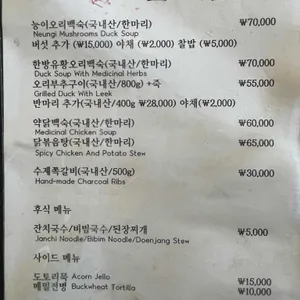 능이오리백숙(국내산/한마리) ₩70,000
Neungi Mushrooms Duck Soup
버섯 추가 (₩15,000) 야채 (₩2,000) 찰밥 (₩5,000)
한방유황오리백숙(국내산/한마리) ₩70,000
Duck Soup With Medicinal Herbs
오리부추구이(국내산/800g) +죽 ₩55,000
Grilled Duck With Leek
반마리 추가(국내산/400g ₩28,000) 야채(₩2,000)
약닭백숙(국내산/한마리) ₩60,000
Medicinal Chicken Soup
닭볶음탕(국내산/한마리) ₩65,000
Spicy Chicken And Potato Stew
수제쪽갈비(국내산/500g) ₩30,000
Hand-made Charcoal Ribs
후식 메뉴
잔치국수/비빔국수/된장찌개 ₩5,000
Janchi Noodle/Bibim Noodle/Doenjang Stew
사이드 메뉴
도토리묵 Acorn Jello ₩15,000
메밀전병 Buckwheat Tortilla ₩10,000